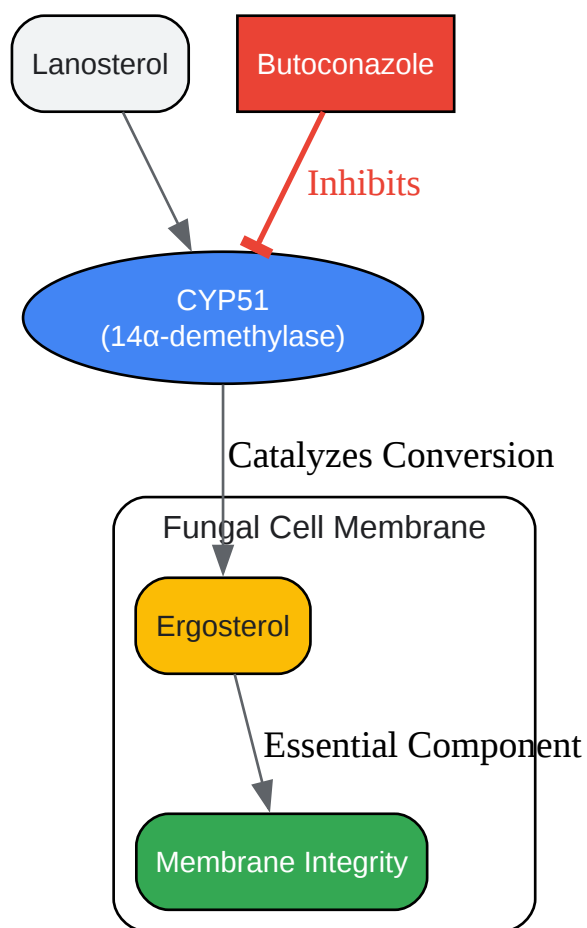 Lanosterol
Butoconazole
Inhibits
CYP51
(14α-demethylase)
Catalyzes Conversion
Fungal Cell Membrane
Ergosterol
Essential Component
Membrane Integrity